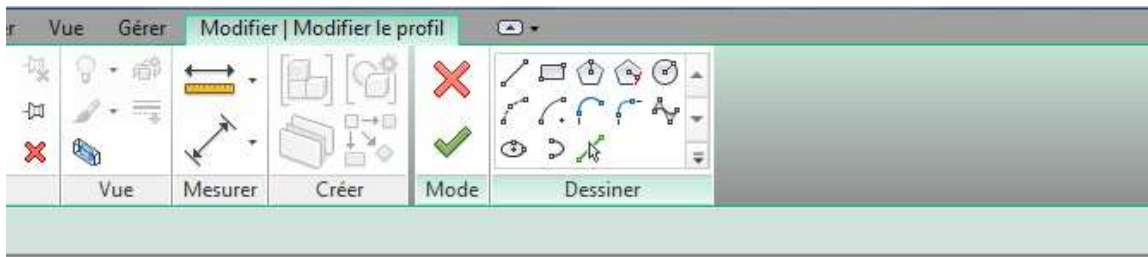 r Vue Gérer Modifier | Modifier le profil
Vue Mesurer Créer Mode Dessiner